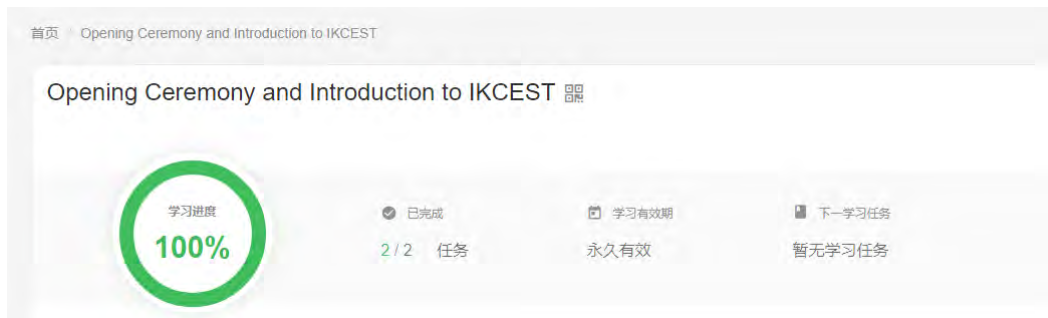 首页 Opening Ceremony and Introduction to IKCEST
Opening Ceremony and Introduction to IKCEST
学习进度
100%
已完成
2 / 2 任务
学习有效期
永久有效
下一学习任务
暂无学习任务